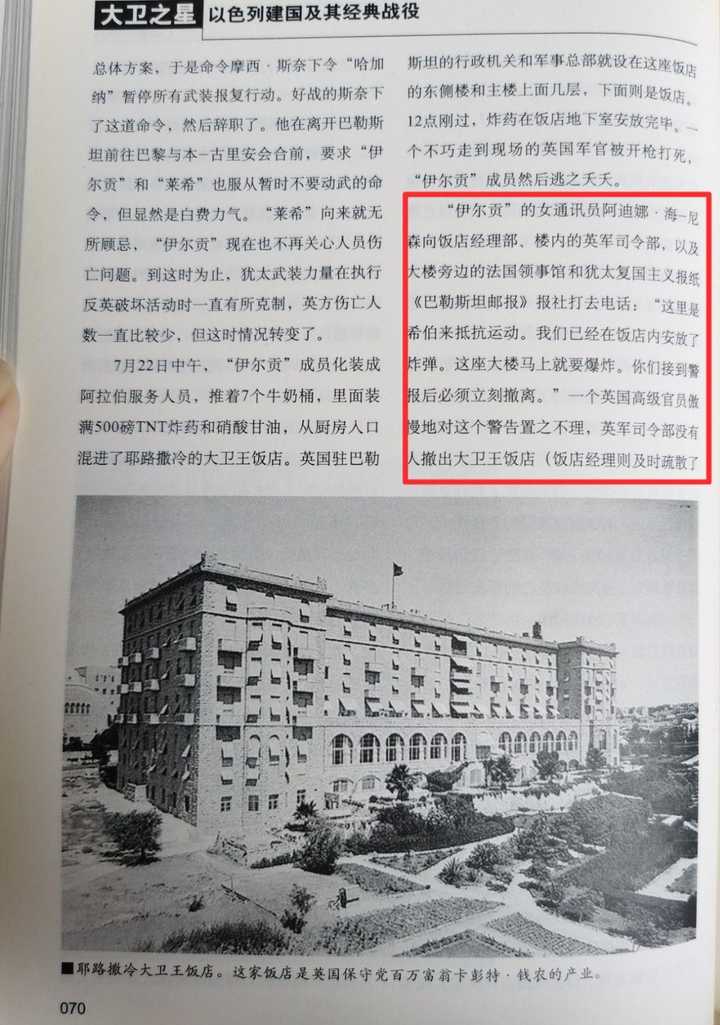 大卫之星 以色列建国及其经典战役
总体方案，于是命令摩西·斯奈下令“哈加
纳”暂停所有武装报复行动。好战的斯奈下
了这道命令，然后辞职了。他在离开巴勒斯
坦前往巴黎与本-古里安会合前，要求“伊
尔贡”和“莱希”也服从暂时不要动武的命
令，但显然是白费力气。“莱希”向来就无
所顾忌，“伊尔贡”现在也不再关心人员伤
亡问题。到这时为止，犹太武装力量在执行
反英破坏活动时一直有所克制，英方伤亡人
数一直比较少，但这时情况转变了。
7月22日中午，“伊尔贡”成员化装成
阿拉伯服务人员，推着7个牛奶桶，里面装
满500磅TNT炸药和硝酸甘油，从厨房入口
混进了耶路撒冷的大卫王饭店。英国驻巴勒
斯坦的行政机关和军事总部就设在这座饭店
的东侧楼和主楼上面几层，下面则是饭店。
12点刚过，炸药在饭店地下室安放完毕。一
个不巧走到现场的英国军官被开枪打死，
“伊尔贡”成员然后逃之夭夭。
“伊尔贡”的女通讯员阿迪娜·海-尼
森向饭店经理部、楼内的英军司令部，以及
大楼旁边的法国领事馆和犹太复国主义报纸
《巴勒斯坦邮报》报社打去电话：“这里是
希伯来抵抗运动。我们已经在饭店内安放了
炸弹。这座大楼马上就要爆炸。你们接到警
报后必须立刻撤离。”一个英国高级官员傲
慢地对这个警告置之不理，英军司令部没有
人撤出大卫王饭店（饭店经理则及时疏散了
■耶路撒冷大卫王饭店。这家饭店是英国保守党百万富翁卡彭特·钱农的产业。
070